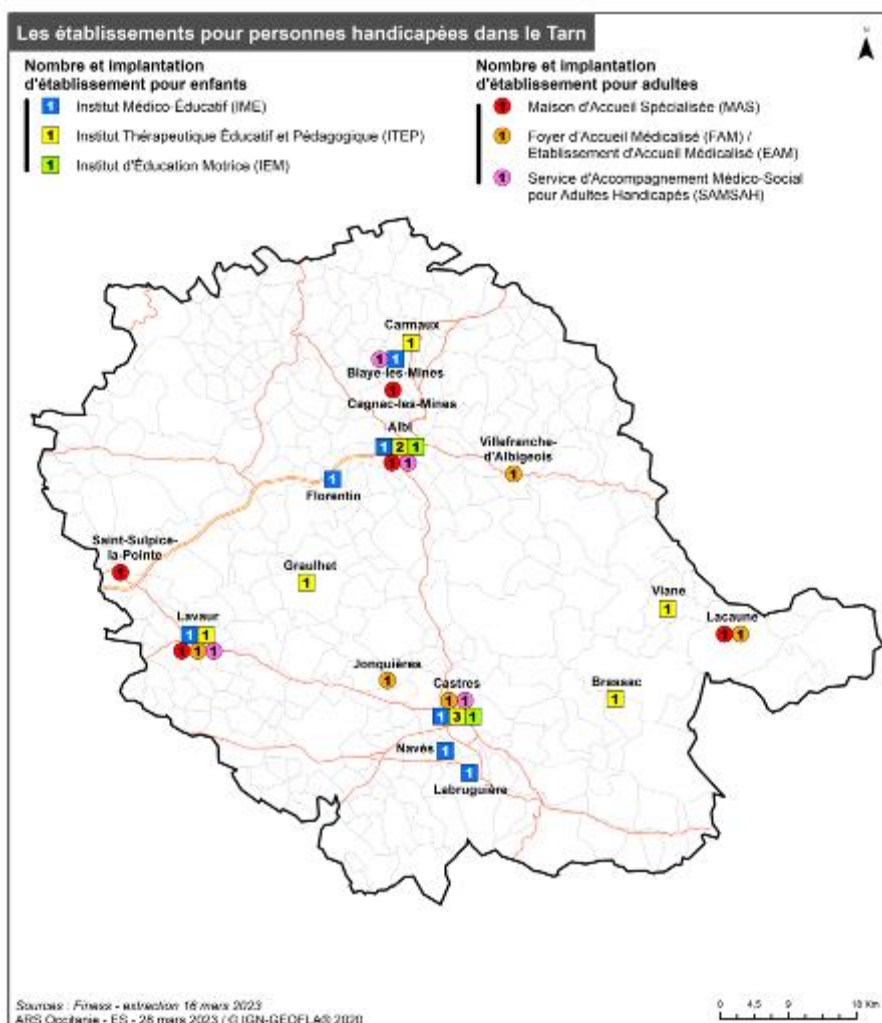 Les établissements pour personnes handicapées dans le Tarn
N
Nombre et implantation
d'établissement pour enfants
1 Institut Médico-Éducatif (IME)
1 Institut Thérapeutique Éducatif et Pédagogique (ITEP)
1 Institut d'Éducation Motrice (IEM)
Nombre et implantation
d'établissement pour adultes
1 Maison d'Accueil Spécialisée (MAS)
1 Foyer d'Accueil Médicalisé (FAM) /
Etablissement d'Accueil Médicalisé (EAM)
1 Service d'Accompagnement Médico-Social
pour Adultes Handicapés (SAMSAH)
Carmaux
1
1 1
Blaye-les-Mines
1
Cagnac-les-Mines
Albi
1 2 1
1 1
Villefranche-
d'Albigeois
1
1
Florentin
Saint-Sulpice-
la-Pointe
1
Graulhet
1
Viane
1
Lacaune
1 1
Lavaur
1 1
1 1 1
Jonquières
1
Castres
1 1
1 3 1
Brassac
1
Navès 1
1
Labruguière
Sources : Finess - extraction 16 mars 2023
ARS Occitanie - ES - 28 mars 2023 / © IGN-GEOFLA® 2020
0 4,5 9 18 Km